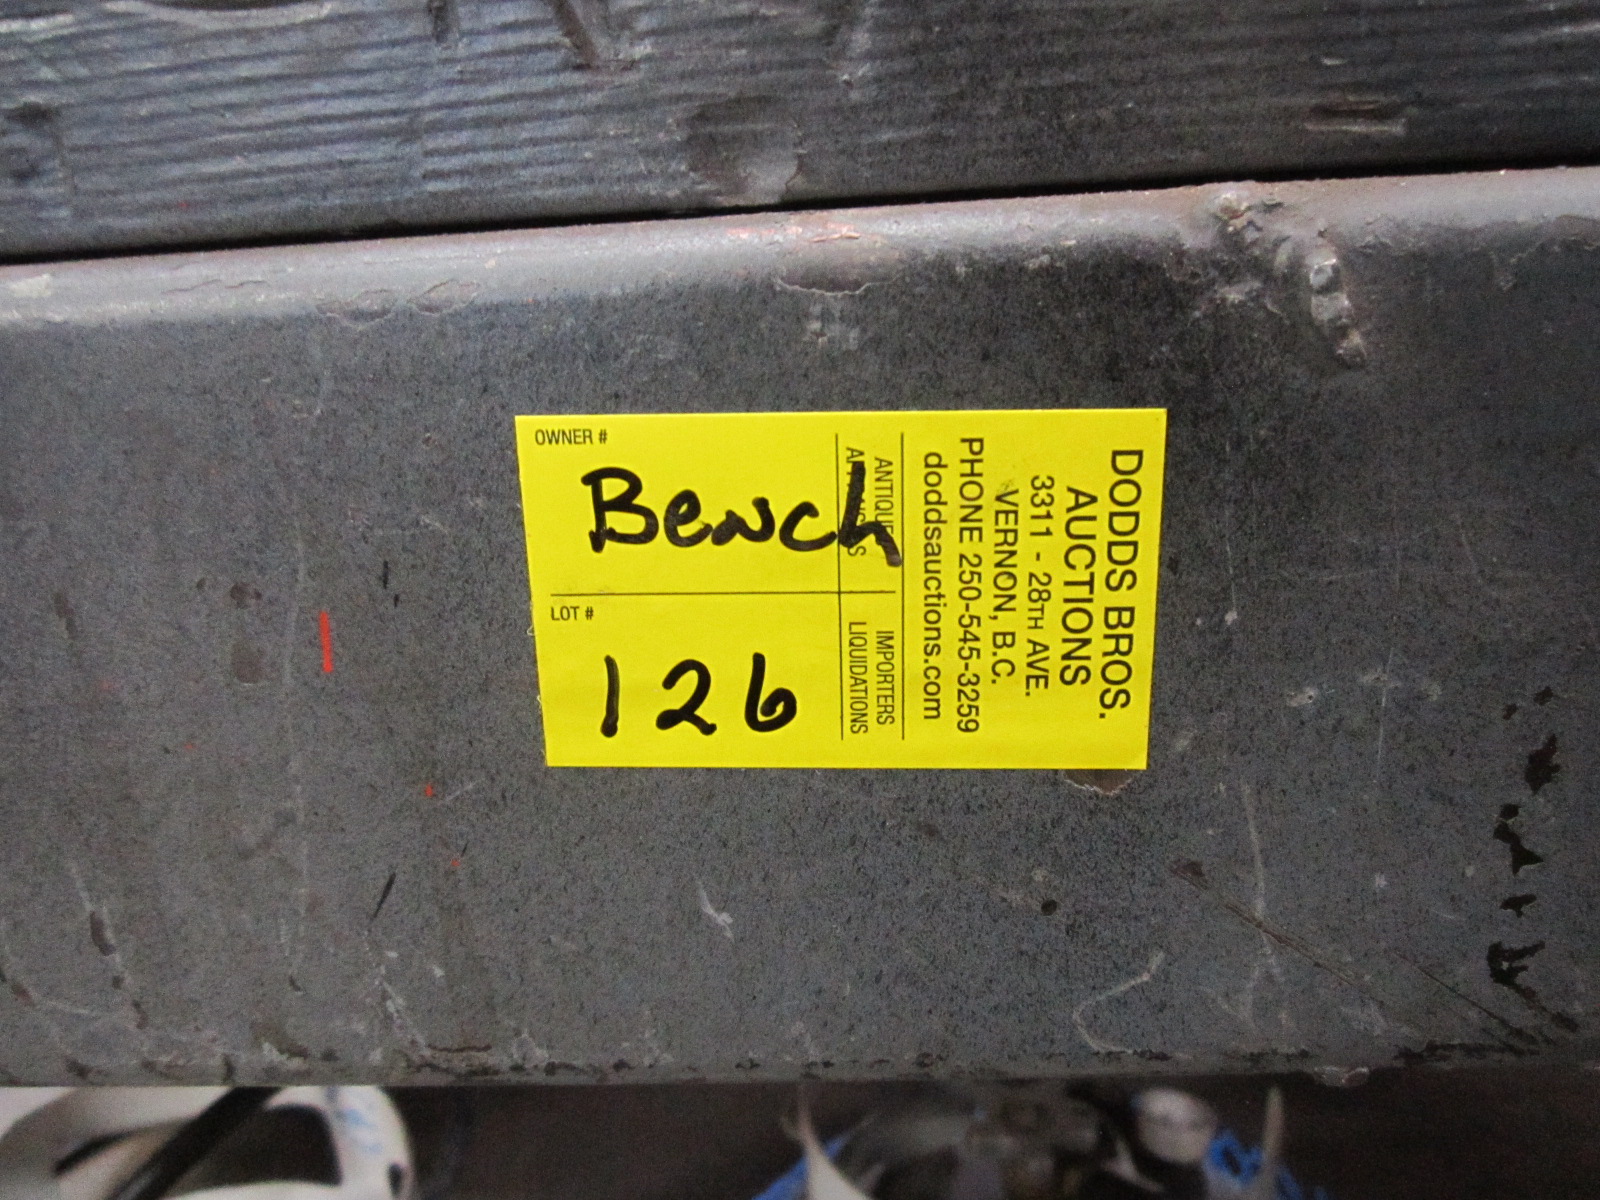 OWNER #
Bench
LOT #
126
DODDS BROS.
AUCTIONS
3311 - 28TH AVE.
VERNON, B.C.
PHONE 250-545-3259
doddsauctions.com
IMPORTERS
LIQUIDATIONS